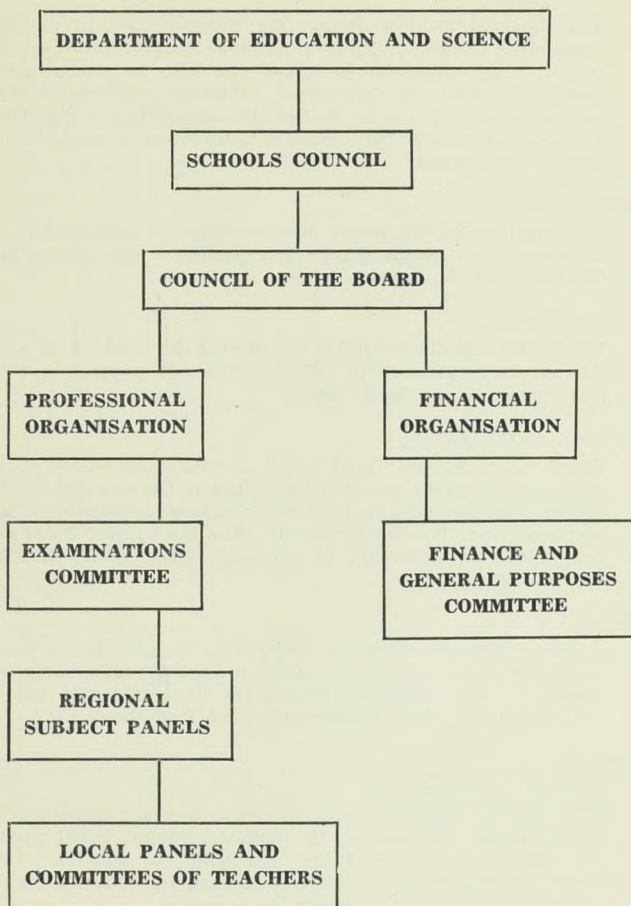 DEPARTMENT OF EDUCATION AND SCIENCE
SCHOOLS COUNCIL
COUNCIL OF THE BOARD
PROFESSIONAL
ORGANISATION
FINANCIAL
ORGANISATION
EXAMINATIONS
COMMITTEE
FINANCE AND
GENERAL PURPOSES
COMMITTEE
REGIONAL
SUBJECT PANELS
LOCAL PANELS AND
COMMITTEES OF TEACHERS